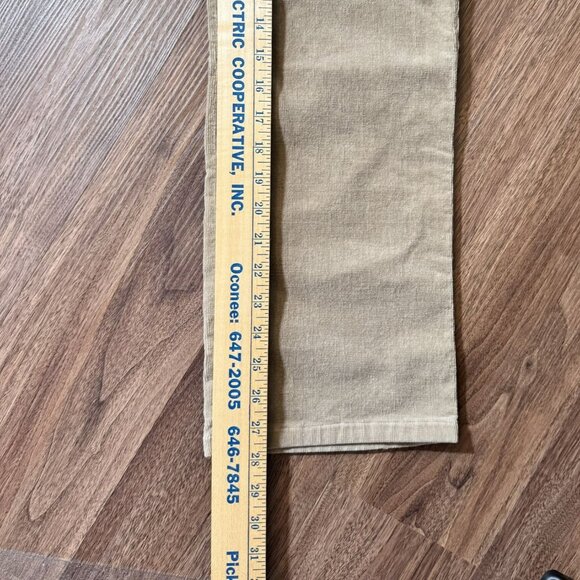 CTRIC COOPERATIVE, INC.
Oconee: 647-2005 646-7845
Pick
14 15 16 17 18 19 20 21 22 23 24 25 26 27 28 29 30 31